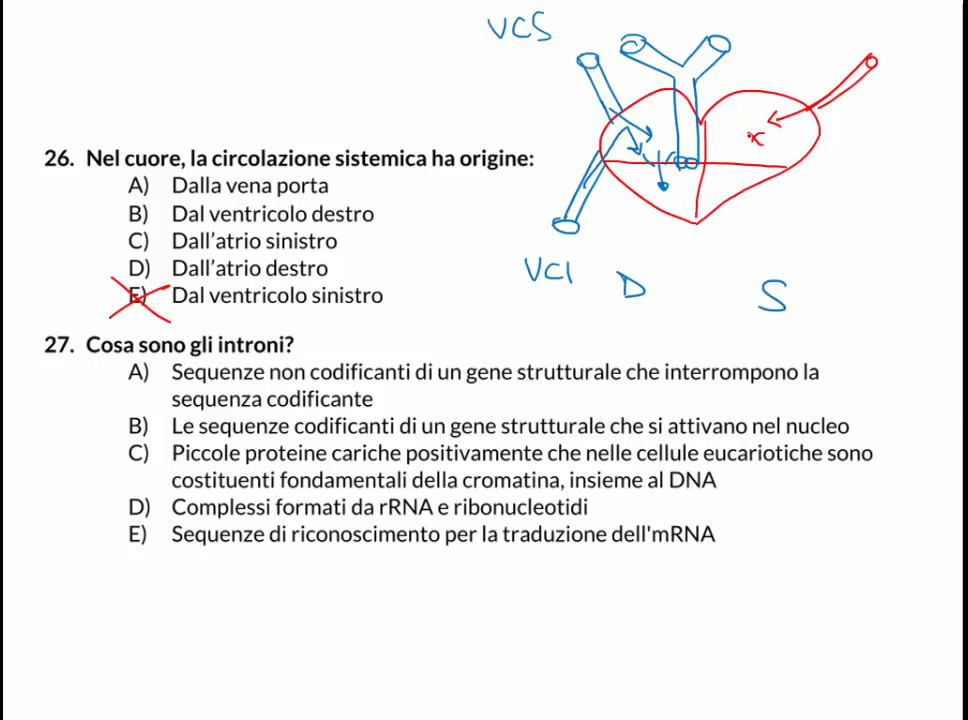 VCS
26. Nel cuore, la circolazione sistemica ha origine:
A) Dalla vena porta
B) Dal ventricolo destro
C) Dall'atrio sinistro
D) Dall'atrio destro
E) Dal ventricolo sinistro
VCI
D
S
27. Cosa sono gli introni?
A) Sequenze non codificanti di un gene strutturale che interrompono la
sequenza codificante
B) Le sequenze codificanti di un gene strutturale che si attivano nel nucleo
C) Piccole proteine cariche positivamente che nelle cellule eucariotiche sono
costituenti fondamentali della cromatina, insieme al DNA
D) Complessi formati da rRNA e ribonucleotidi
E) Sequenze di riconoscimento per la traduzione dell'mRNA